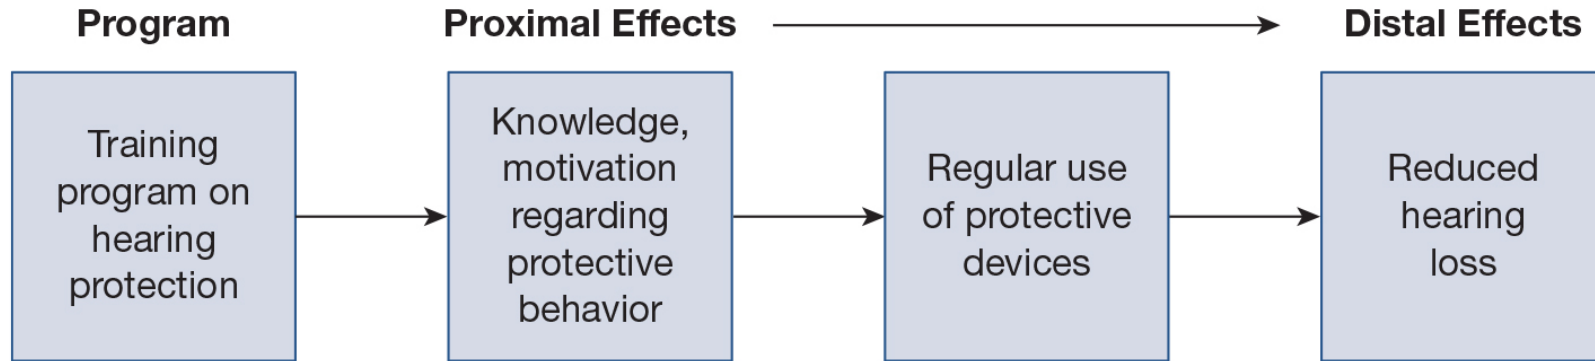 Program
Proximal Effects
Distal Effects
Training
program on
hearing
protection
Knowledge,
motivation
regarding
protective
behavior
Regular use
of protective
devices
Reduced
hearing
loss